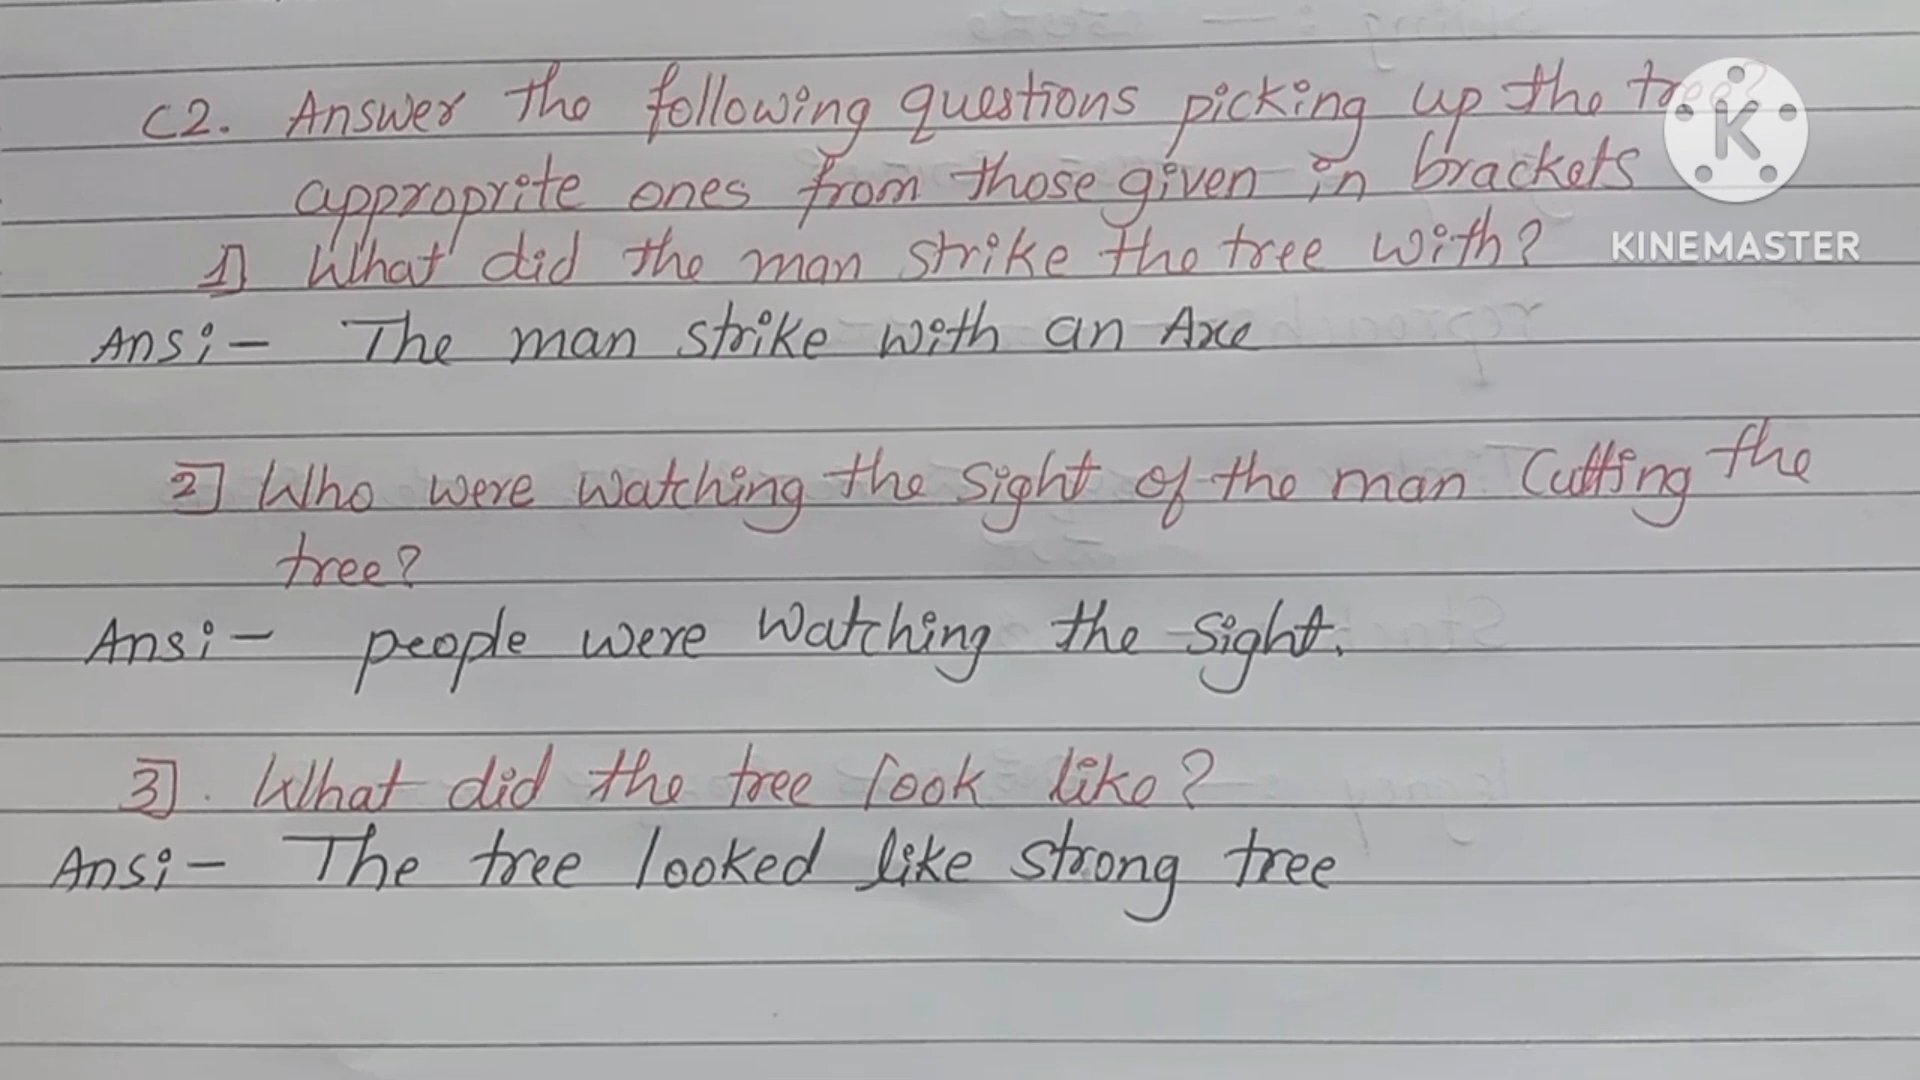 C2. Answer the following questions picking up the tree?
approprite ones from those given in brackets
1] What did the man strike the tree with?
Ans:- The man strike with an Axe
2] Who were watching the sight of the man cutting the
tree?
Ans:- people were watching the sight.
3]. What did the tree look like?
Ans:- The tree looked like strong tree
K
KINEMASTER